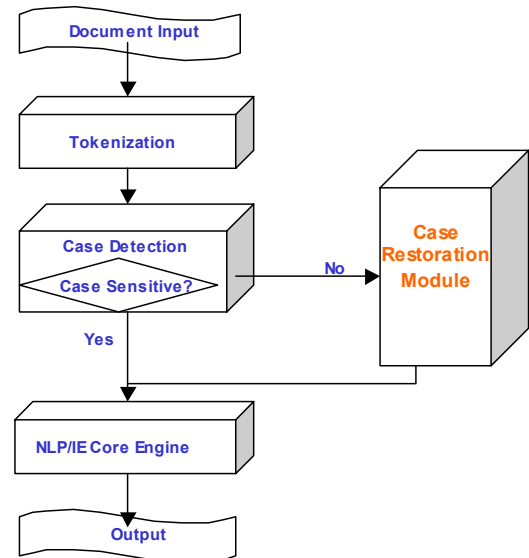 Document Input
Tokenization
Case Detection
Case Sensitive?
No
Case
Restoration
Module
Yes
NLP/IE Core Engine
Output